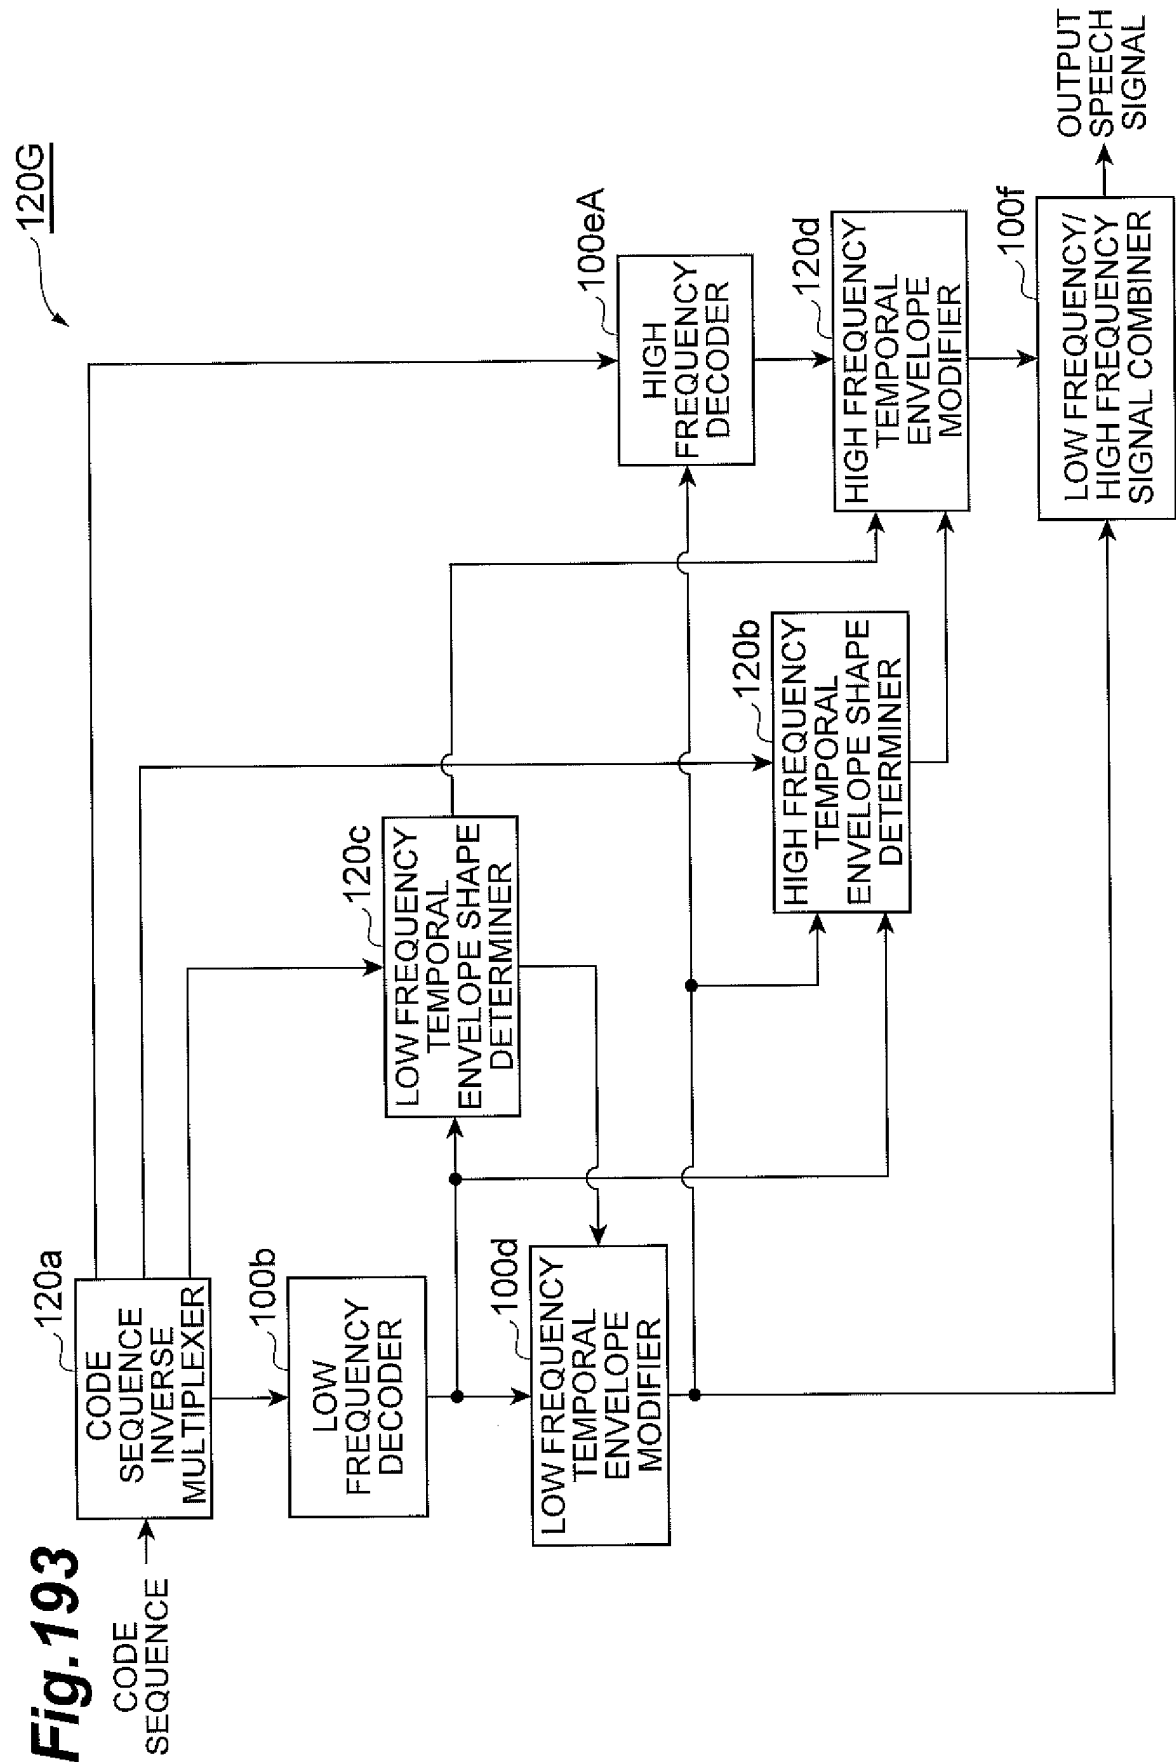 Fig.193
120G
CODE
SEQUENCE
120a
CODE
SEQUENCE
INVERSE
MULTIPLEXER
100b
LOW
FREQUENCY
DECODER
100d
LOW FREQUENCY
TEMPORAL
ENVELOPE
MODIFIER
120c
LOW FREQUENCY
TEMPORAL
ENVELOPE SHAPE
DETERMINER
120b
HIGH FREQUENCY
TEMPORAL
ENVELOPE SHAPE
DETERMINER
100eA
HIGH
FREQUENCY
DECODER
120d
HIGH FREQUENCY
TEMPORAL
ENVELOPE
MODIFIER
100f
LOW FREQUENCY/
HIGH FREQUENCY
SIGNAL COMBINER
OUTPUT
SPEECH
SIGNAL